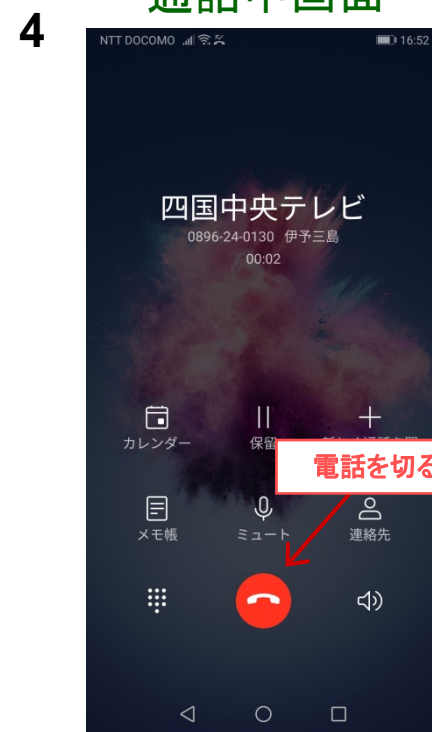 通話中画面
4
NTT DOCOMO 16:52
四国中央テレビ
0896-24-0130 伊予三島
00:02
カレンダー 保留
電話を切る
メモ帳 ミュート 連絡先